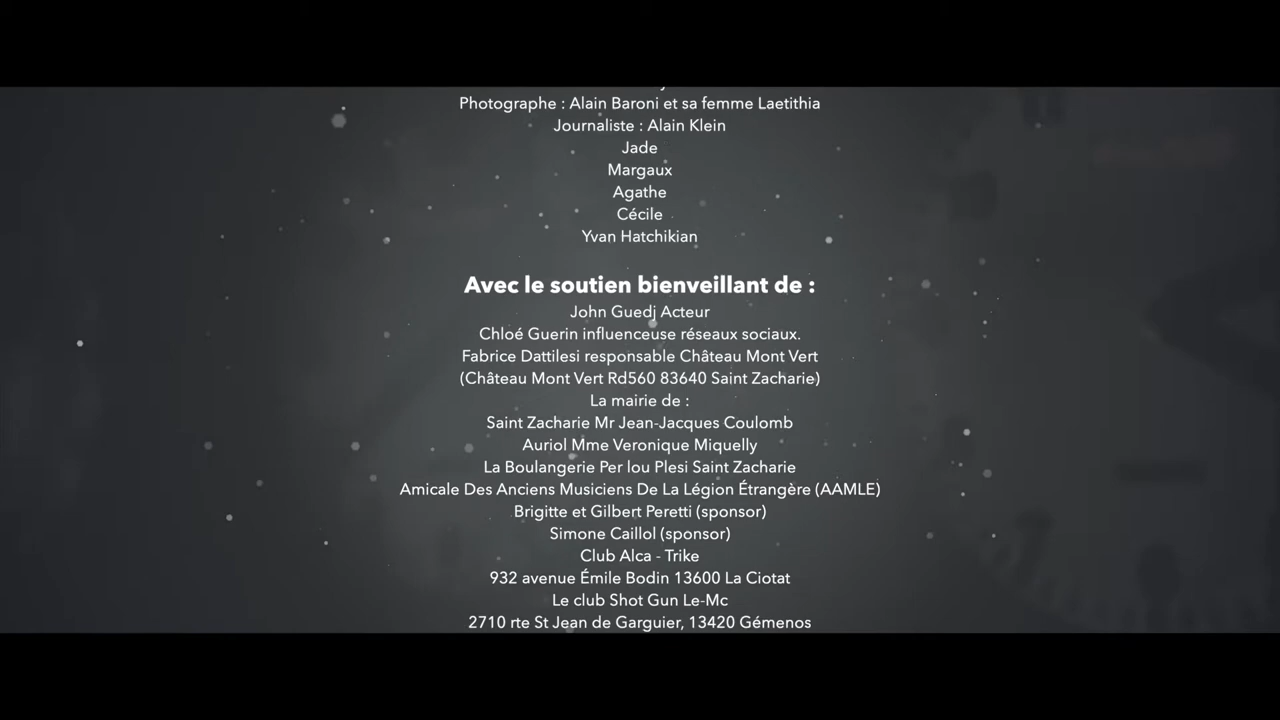 Photographe : Alain Baroni et sa femme Laetithia
Journaliste : Alain Klein
Jade
Margaux
Agathe
Cécile
Yvan Hatchikian
Avec le soutien bienveillant de :
John Guedj Acteur
Chloé Guerin influenceuse réseaux sociaux.
Fabrice Dattilesi responsable Château Mont Vert
(Château Mont Vert Rd560 83640 Saint Zacharie)
La mairie de :
Saint Zacharie Mr Jean-Jacques Coulomb
Auriol Mme Veronique Miquelly
La Boulangerie Per lou Plesi Saint Zacharie
Amicale Des Anciens Musiciens De La Légion Étrangère (AAMLE)
Brigitte et Gilbert Peretti (sponsor)
Simone Caillol (sponsor)
Club Alca - Trike
932 avenue Émile Bodin 13600 La Ciotat
Le club Shot Gun Le-Mc
2710 rte St Jean de Garguier, 13420 Gémenos